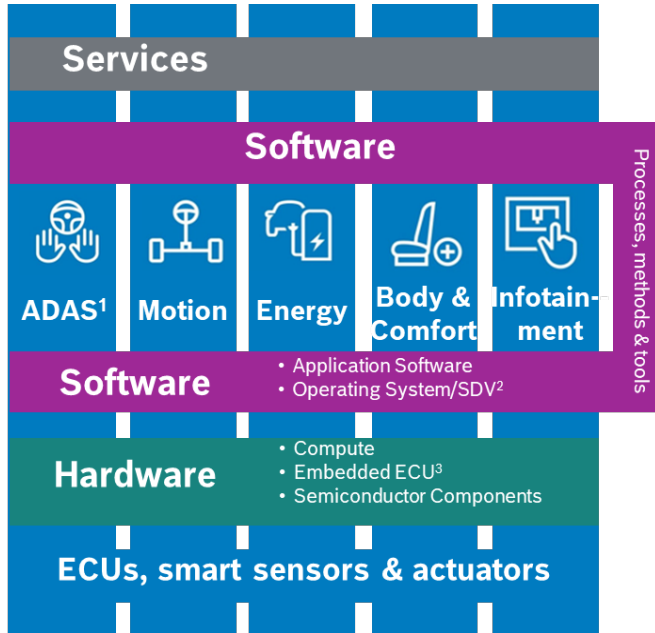 Services
Software
Processes, methods & tools
ADAS¹
Motion
Energy
Body &
Comfort
Infotain-
ment
Software
• Application Software
• Operating System/SDV²
Hardware
• Compute
• Embedded ECU³
• Semiconductor Components
ECUs, smart sensors & actuators